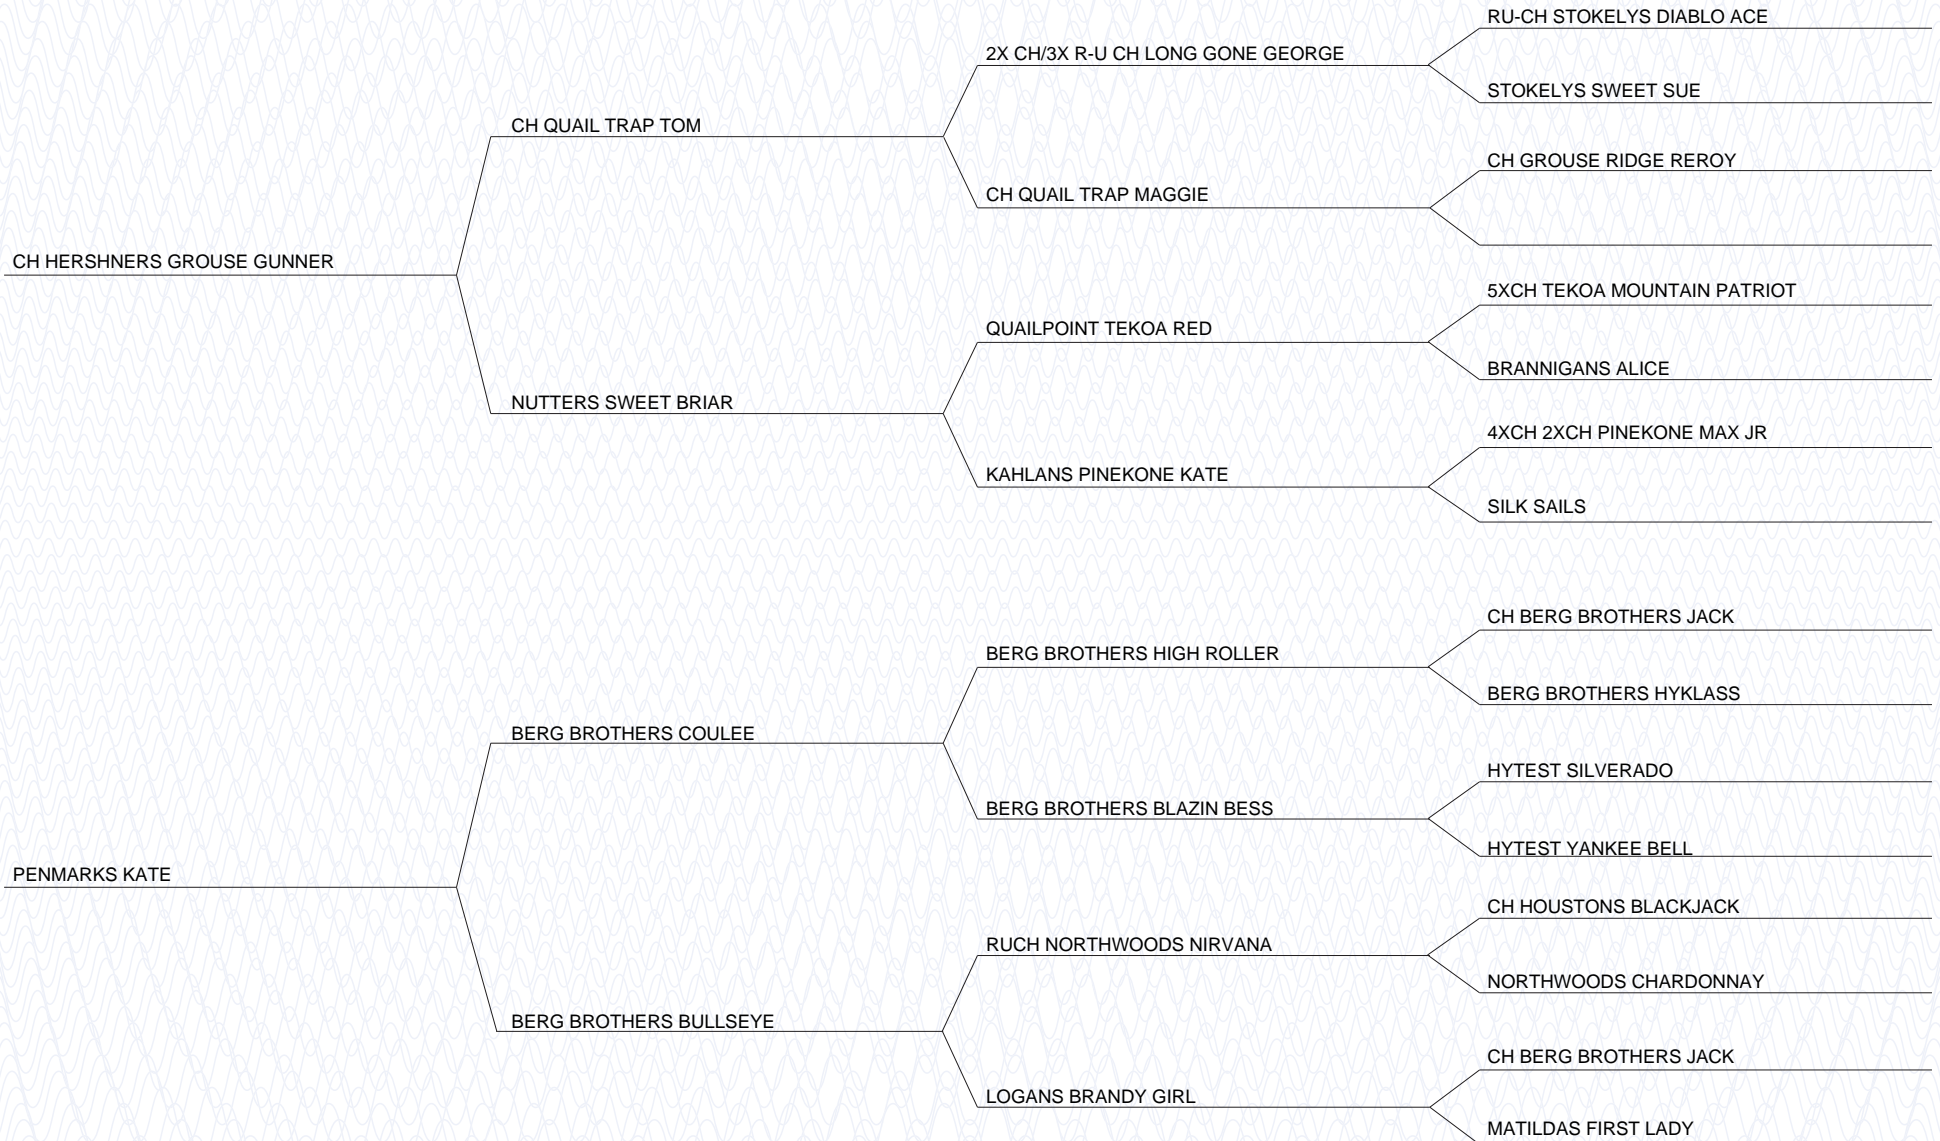 RU-CH STOKELYS DIABLO ACE
2X CH/3X R-U CH LONG GONE GEORGE
STOKELYS SWEET SUE
CH QUAIL TRAP TOM
CH GROUSE RIDGE REROY
CH QUAIL TRAP MAGGIE
CH HERSHNERS GROUSE GUNNER
5XCH TEKOA MOUNTAIN PATRIOT
QUAILPOINT TEKOA RED
BRANNIGANS ALICE
NUTTERS SWEET BRIAR
4XCH 2XCH PINEKONE MAX JR
KAHLANS PINEKONE KATE
SILK SAILS
CH BERG BROTHERS JACK
BERG BROTHERS HIGH ROLLER
BERG BROTHERS HYKLASS
BERG BROTHERS COULEE
HYTEST SILVERADO
BERG BROTHERS BLAZIN BESS
HYTEST YANKEE BELL
PENMARKS KATE
CH HOUSTONS BLACKJACK
RUCH NORTHWOODS NIRVANA
NORTHWOODS CHARDONNAY
BERG BROTHERS BULLSEYE
CH BERG BROTHERS JACK
LOGANS BRANDY GIRL
MATILDAS FIRST LADY